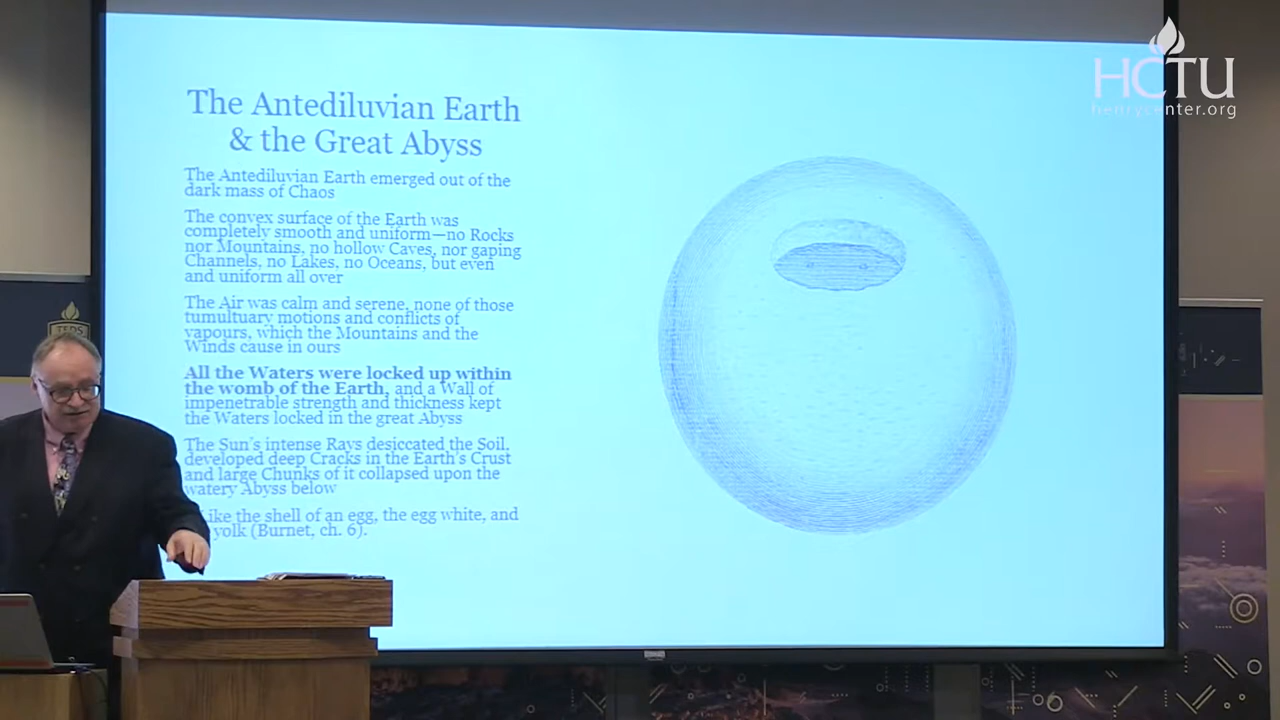 HCTU
henrycenter.org
The Antediluvian Earth
& the Great Abyss
The Antediluvian Earth emerged out of the
dark mass of Chaos
The convex surface of the Earth was
completely smooth and uniform—no Rocks
nor Mountains, no hollow Caves, nor gaping
Channels, no Lakes, no Oceans, but even
and uniform all over
The Air was calm and serene, none of those
tumultuary motions and conflicts of
vapours, which the Mountains and the
Winds cause in ours
All the Waters were locked up within
the womb of the Earth, and a Wall of
impenetrable strength and thickness kept
the Waters locked in the great Abyss
The Sun's intense Rays desiccated the Soil,
developed deep Cracks in the Earth's Crust
and large Chunks of it collapsed upon the
watery Abyss below
Like the shell of an egg, the egg white, and
yolk (Burnet, ch. 6).
TEDS